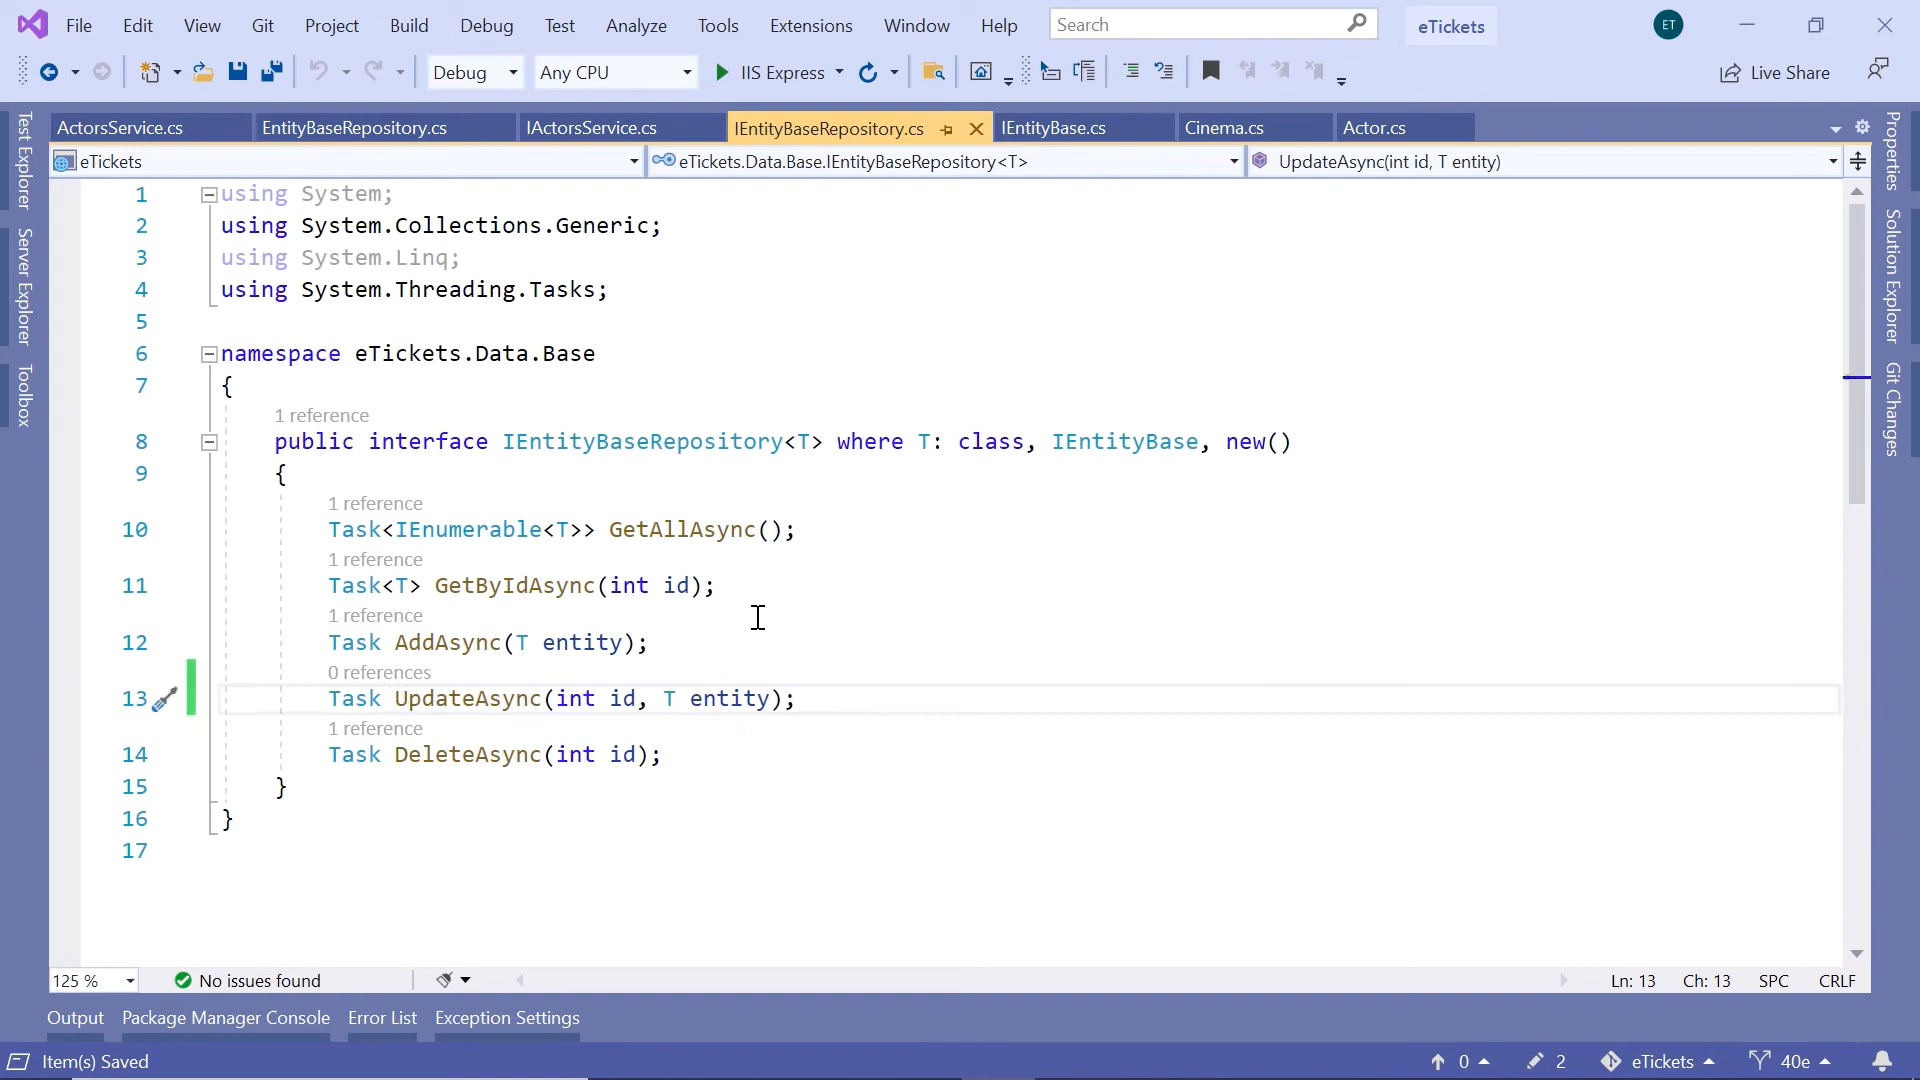 File Edit View Git Project Build Debug Test Analyze Tools Extensions Window Help Search eTickets ET
Debug Any CPU IIS Express Live Share
ActorsService.cs EntityBaseRepository.cs IActorsService.cs IEntityBaseRepository.cs IEntityBase.cs Cinema.cs Actor.cs
eTickets eTickets.Data.Base.IEntityBaseRepository<T> UpdateAsync(int id, T entity)
Test Explorer
Server Explorer
Toolbox
1 using System;
2 using System.Collections.Generic;
3 using System.Linq;
4 using System.Threading.Tasks;
5
6 namespace eTickets.Data.Base
7 {
1 reference
8 public interface IEntityBaseRepository<T> where T: class, IEntityBase, new()
9 {
1 reference
10 Task<IEnumerable<T>> GetAllAsync();
1 reference
11 Task<T> GetByIdAsync(int id);
1 reference
12 Task AddAsync(T entity);
0 references
13 Task UpdateAsync(int id, T entity);
1 reference
14 Task DeleteAsync(int id);
15 }
16 }
17
Properties
Solution Explorer
Git Changes
125 % No issues found Ln: 13 Ch: 13 SPC CRLF
Output Package Manager Console Error List Exception Settings
Item(s) Saved 0 2 eTickets 40e